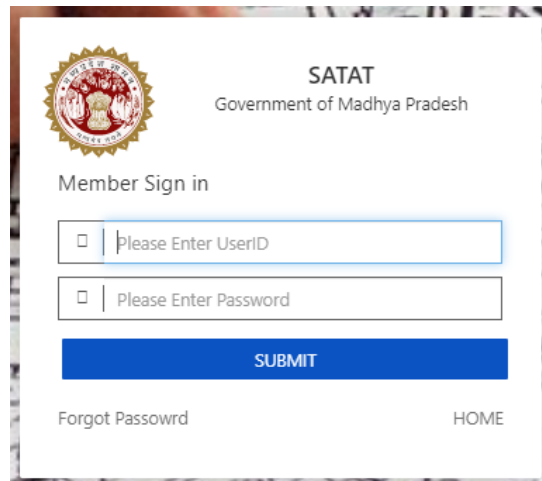 SATAT
Government of Madhya Pradesh
Member Sign in
Please Enter UserID
Please Enter Password
SUBMIT
Forgot Passowrd
HOME